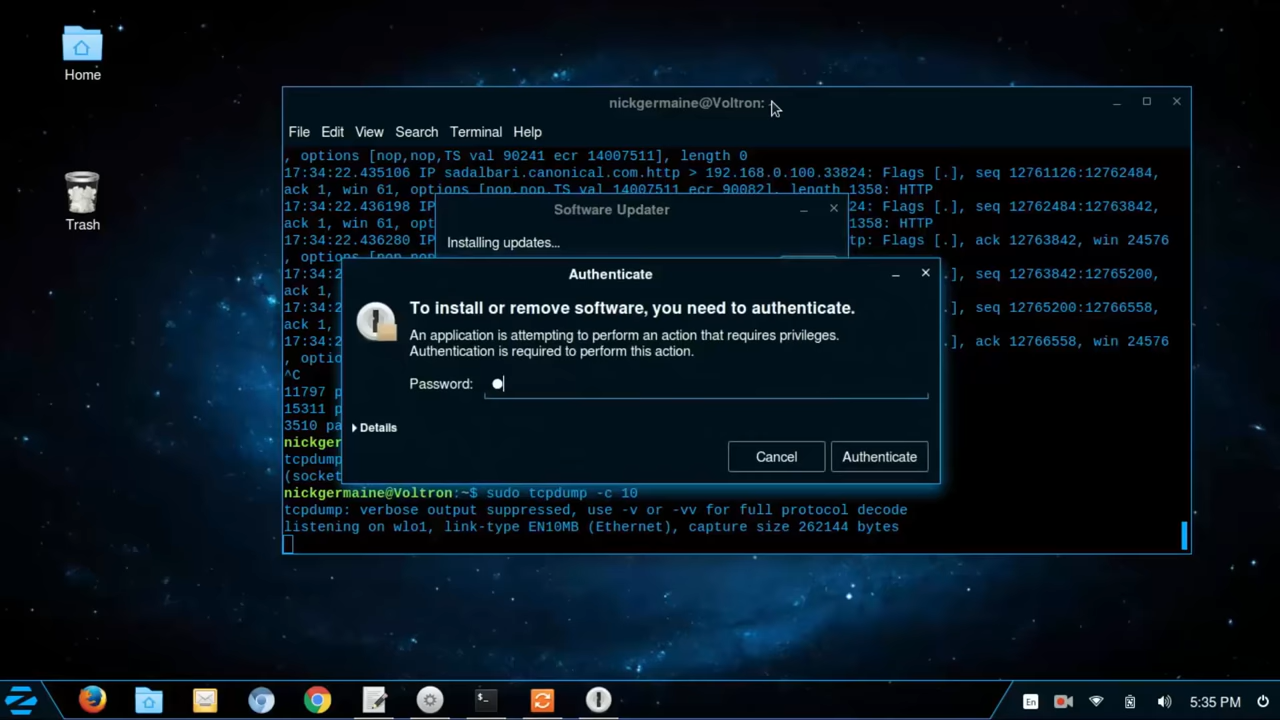 Home
Trash
nickgermaine@Voltron:
File Edit View Search Terminal Help
, options [nop,nop,TS val 90241 ecr 14007511], length 0
17:34:22.435106 IP sadalbari.canonical.com.http > 192.168.0.100.33824: Flags [.], seq 12761126:12762484,
ack 1, win 61, options [nop,nop,TS val 14007511 ecr 90082], length 1358: HTTP
17:34:22.436198 IP 24: Flags [.], seq 12762484:12763842,
ack 1, win 61, opt 1358: HTTP
17:34:22.436280 IP tp: Flags [.], ack 12763842, win 24576
, options [nop,nop
17:34:2 .], seq 12763842:12765200,
ack 1,
17:34:2 .], seq 12765200:12766558,
ack 1,
17:34:2 .], ack 12766558, win 24576
, optio
^C
11797 p
15311 p
3510 pa
nickger
tcpdump
(socket
nickgermaine@Voltron:~$ sudo tcpdump -c 10
tcpdump: verbose output suppressed, use -v or -vv for full protocol decode
listening on wlo1, link-type EN10MB (Ethernet), capture size 262144 bytes
Software Updater
Installing updates...
Authenticate
To install or remove software, you need to authenticate.
An application is attempting to perform an action that requires privileges.
Authentication is required to perform this action.
Password:
Details
Cancel Authenticate
En 5:35 PM